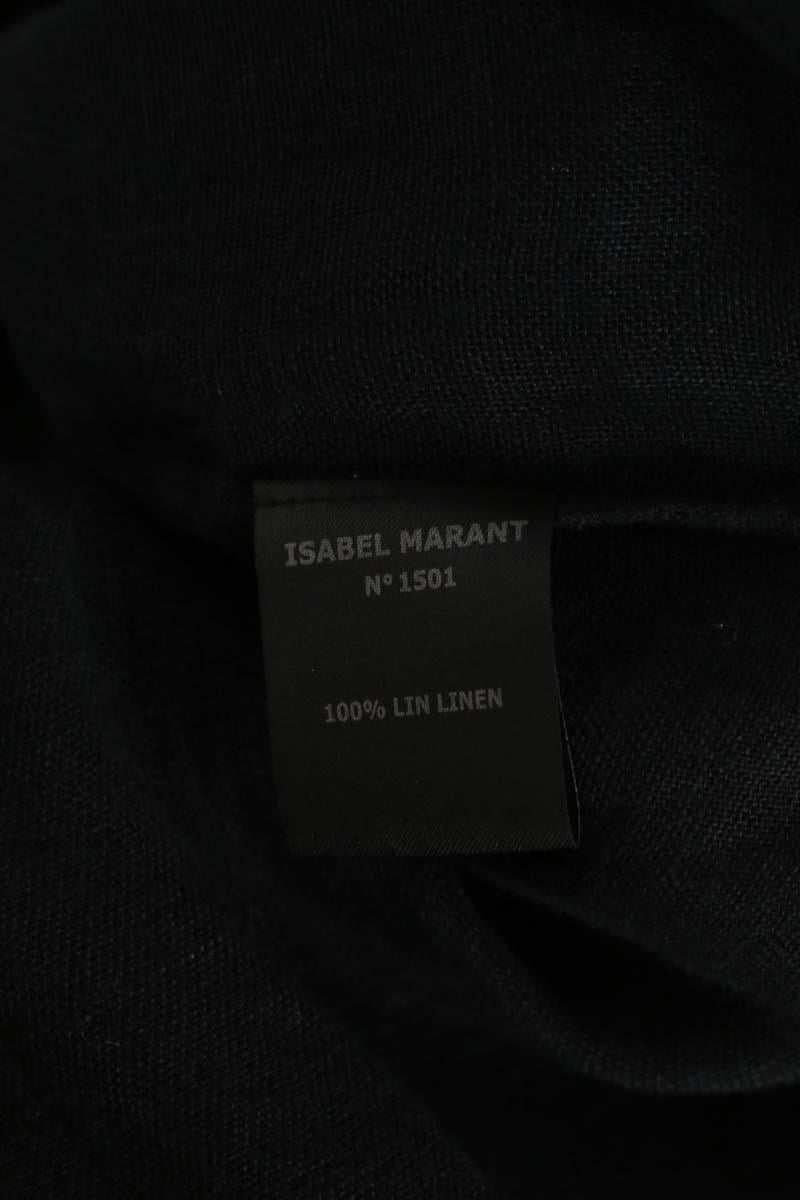 ISABEL MARANT
N° 1501
100% LIN LINEN